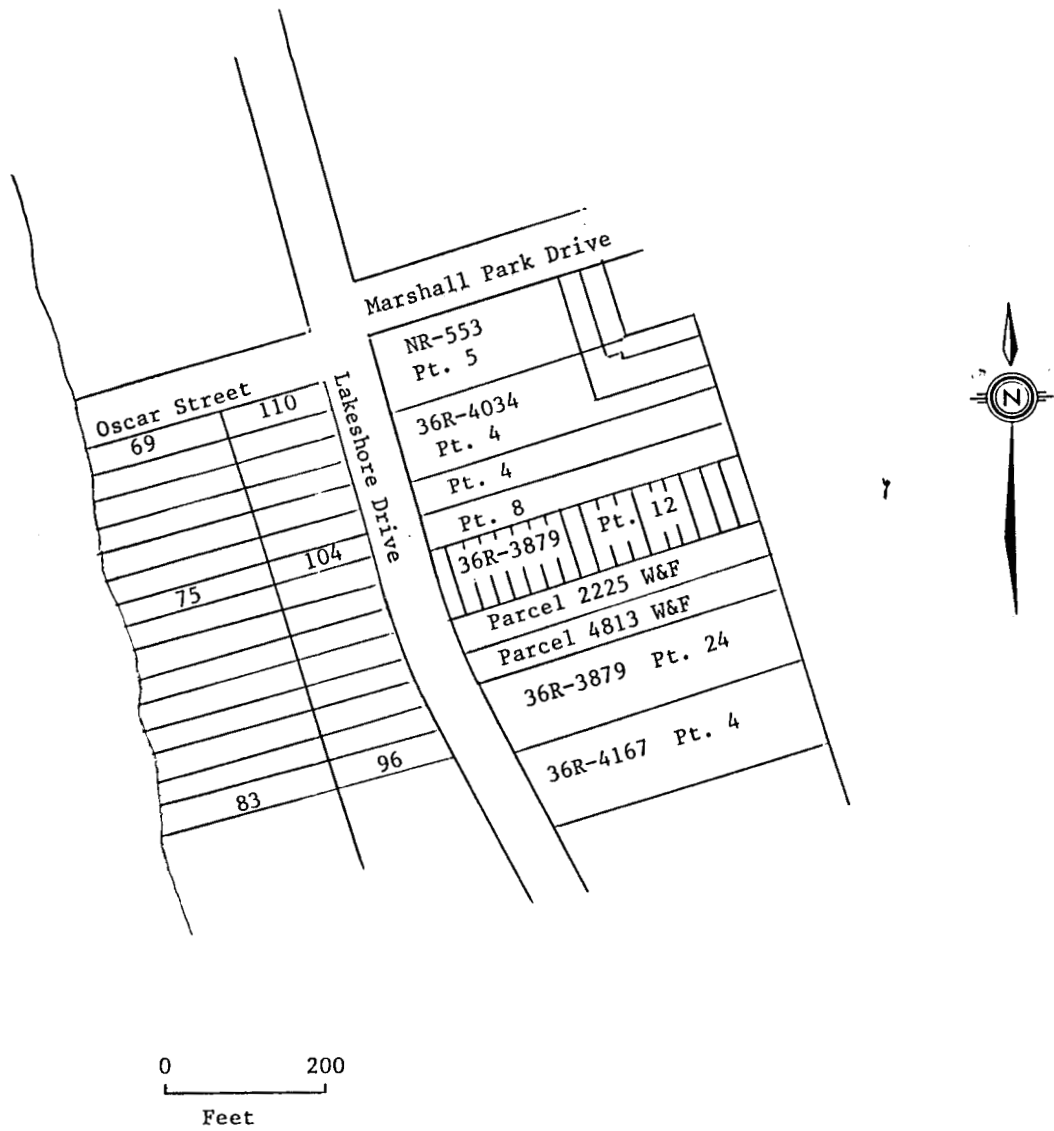 Marshall Park Drive
NR-553
Pt. 5
Oscar Street
110
69
Lakeshore Drive
36R-4034
Pt. 4
Pt. 4
Pt. 8
36R-3879 Pt. 12
104
75
Parcel 2225 W&F
Parcel 4813 W&F
36R-3879 Pt. 24
36R-4167 Pt. 4
96
83
N
0 200
Feet